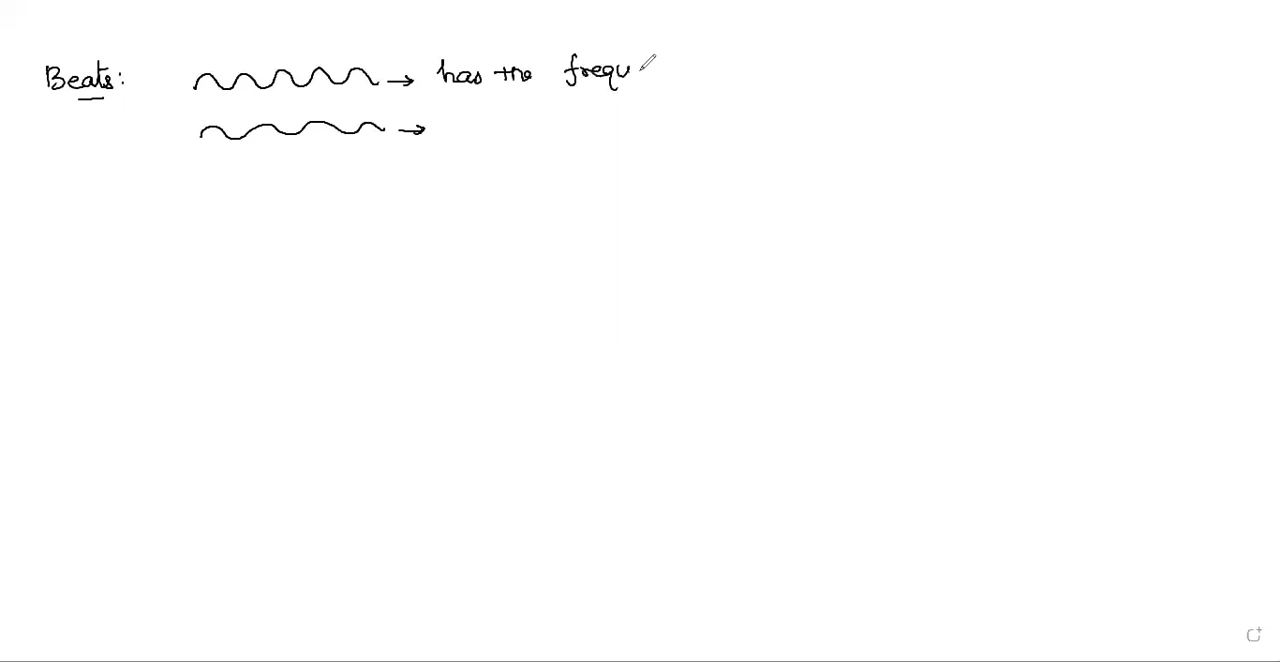 Beats: → has the frequ
→